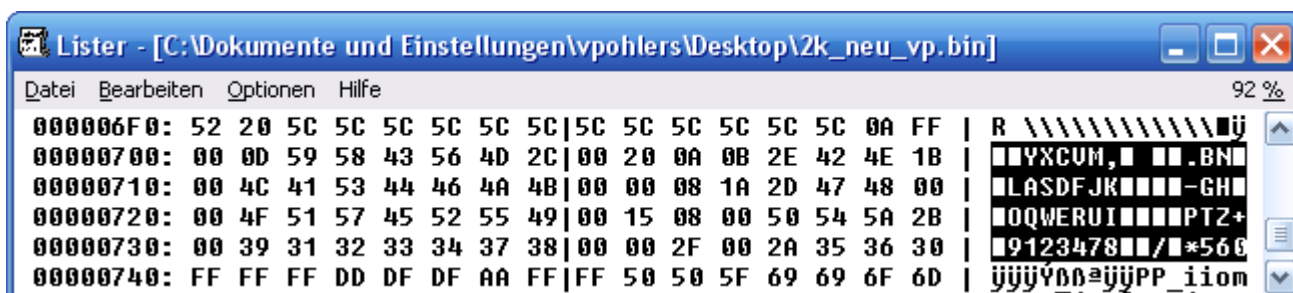 Lister - [C:\Dokumente und Einstellungen\vpohlers\Desktop\2k_neu_vp.bin]
Datei Bearbeiten Optionen Hilfe 92 %
000006F0: 52 20 5C 5C 5C 5C 5C 5C|5C 5C 5C 5C 5C 5C 0A FF | R \\\\\\\\\\\\■ÿ
00000700: 00 0D 59 58 43 56 4D 2C|00 20 0A 0B 2E 42 4E 1B | ■■YXCVM,■ ■■.BN■
00000710: 00 4C 41 53 44 46 4A 4B|00 00 08 1A 2D 47 48 00 | ■LASDFJK■■■■-GH■
00000720: 00 4F 51 57 45 52 55 49|00 15 08 00 50 54 5A 2B | ■OQWERUI■■■■PTZ+
00000730: 00 39 31 32 33 34 37 38|00 00 2F 00 2A 35 36 30 | ■9123478■■/■*560
00000740: FF FF FF DD DF DF AA FF|FF 50 50 5F 69 69 6F 6D | ÿÿÿÝßßªÿÿPP_iiom